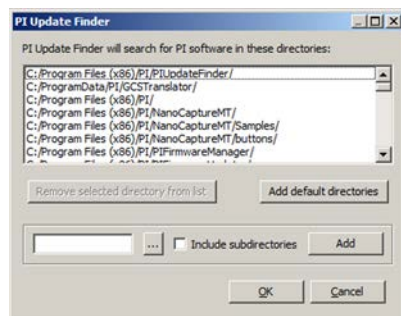 PI Update Finder
PI Update Finder will search for PI software in these directories:
C:/Program Files (x86)/PI/PIUpdateFinder/
C:/ProgramData/PI/GCSTranslator/
C:/Program Files (x86)/PI/
C:/Program Files (x86)/PI/NanoCaptureMT/
C:/Program Files (x86)/PI/NanoCaptureMT/Samples/
C:/Program Files (x86)/PI/NanoCaptureMT/buttons/
C:/Program Files (x86)/PI/PIFirmwareManager/
Remove selected directory from list
Add default directories
...
Include subdirectories
Add
OK
Cancel